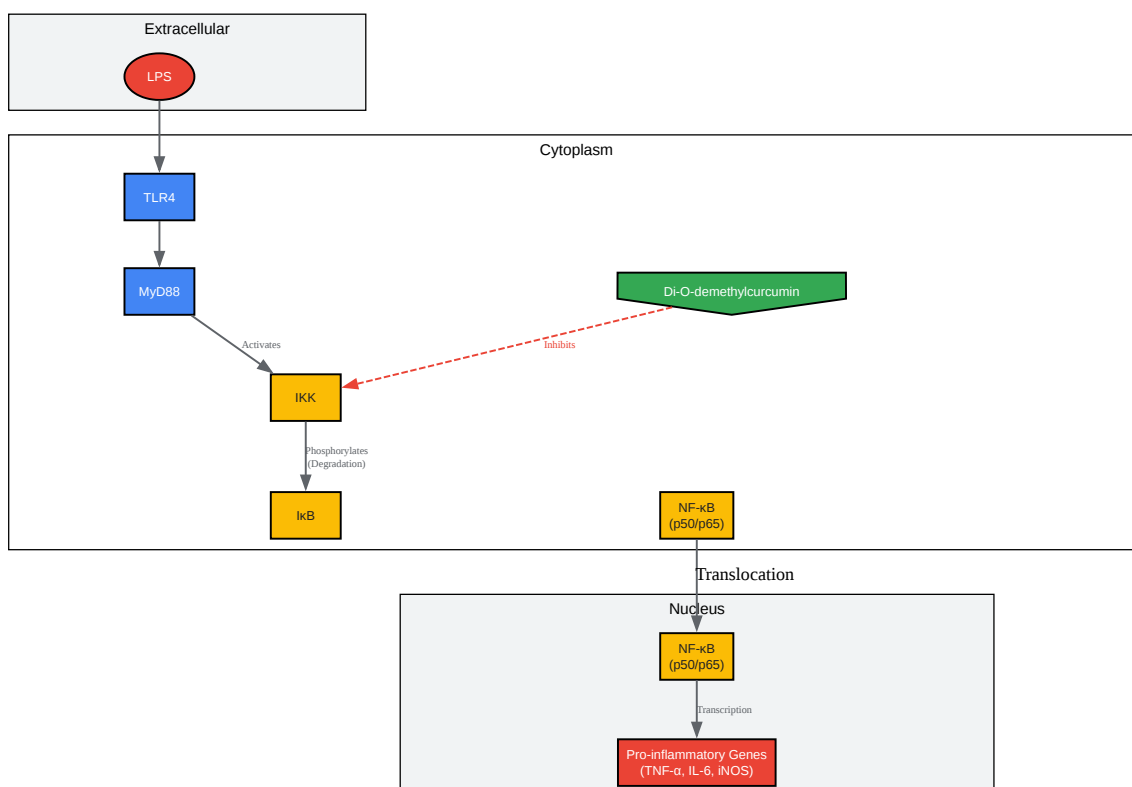 Extracellular
LPS
Cytoplasm
TLR4
MyD88
Di-O-demethylcurcumin
Activates
Inhibits
IKK
Phosphorylates
(Degradation)
IκB
NF-κB
(p50/p65)
Translocation
Nucleus
NF-κB
(p50/p65)
Transcription
Pro-inflammatory Genes
(TNF-α, IL-6, iNOS)